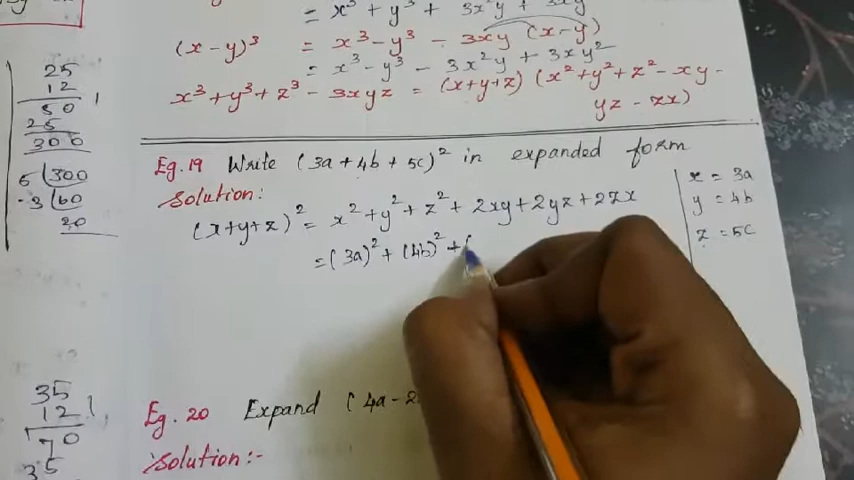 = x³ + y³ + 3x²y + 3xy
(x-y)³ = x³-y³ - 3xy (x-y)
= x³-y³ - 3x²y + 3xy²
x³+y³+z³ - 3xyz = (x+y+z) (x²+y²+z²-xy-
yz - zx)
Eg.19 Write (3a+4b+5c)² in expanded form
Solution:
(x+y+z)² = x²+y²+z²+2xy+2yz+2zx
= (3a)²+(4b)²+(
x = 3a
y = 4b
z = 5c
Eg. 20 Expand (4a-2
Solution:-
25
12
50
25
300
300
60
20
35
12
70
35